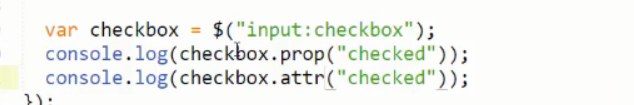 var checkbox = $("input:checkbox");
console.log(checkbox.prop("checked"));
console.log(checkbox.attr("checked"));
});